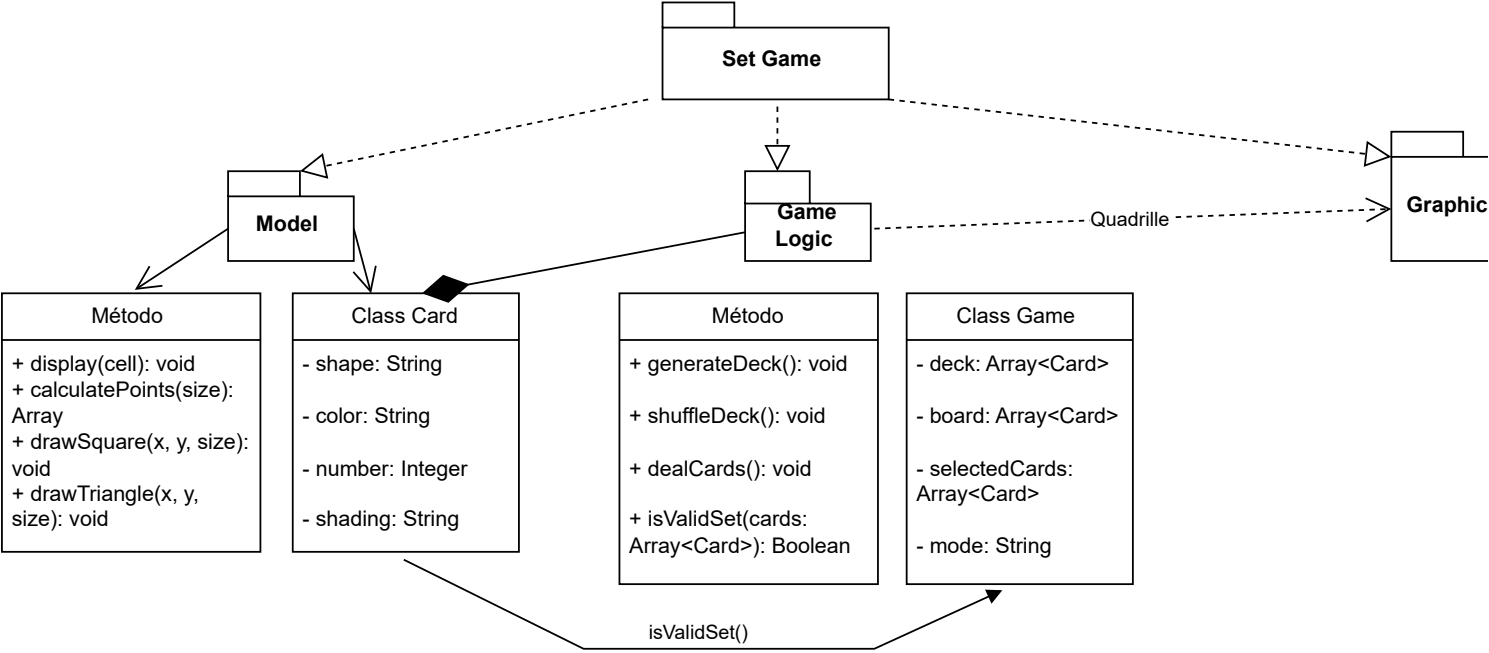 Set Game
Model
Game
Logic
Quadrille
Graphic
Método
+ display(cell): void
+ calculatePoints(size):
Array
+ drawSquare(x, y, size):
void
+ drawTriangle(x, y,
size): void
Class Card
- shape: String
- color: String
- number: Integer
- shading: String
Método
+ generateDeck(): void
+ shuffleDeck(): void
+ dealCards(): void
+ isValidSet(cards:
Array<Card>): Boolean
Class Game
- deck: Array<Card>
- board: Array<Card>
- selectedCards:
Array<Card>
- mode: String
isValidSet()